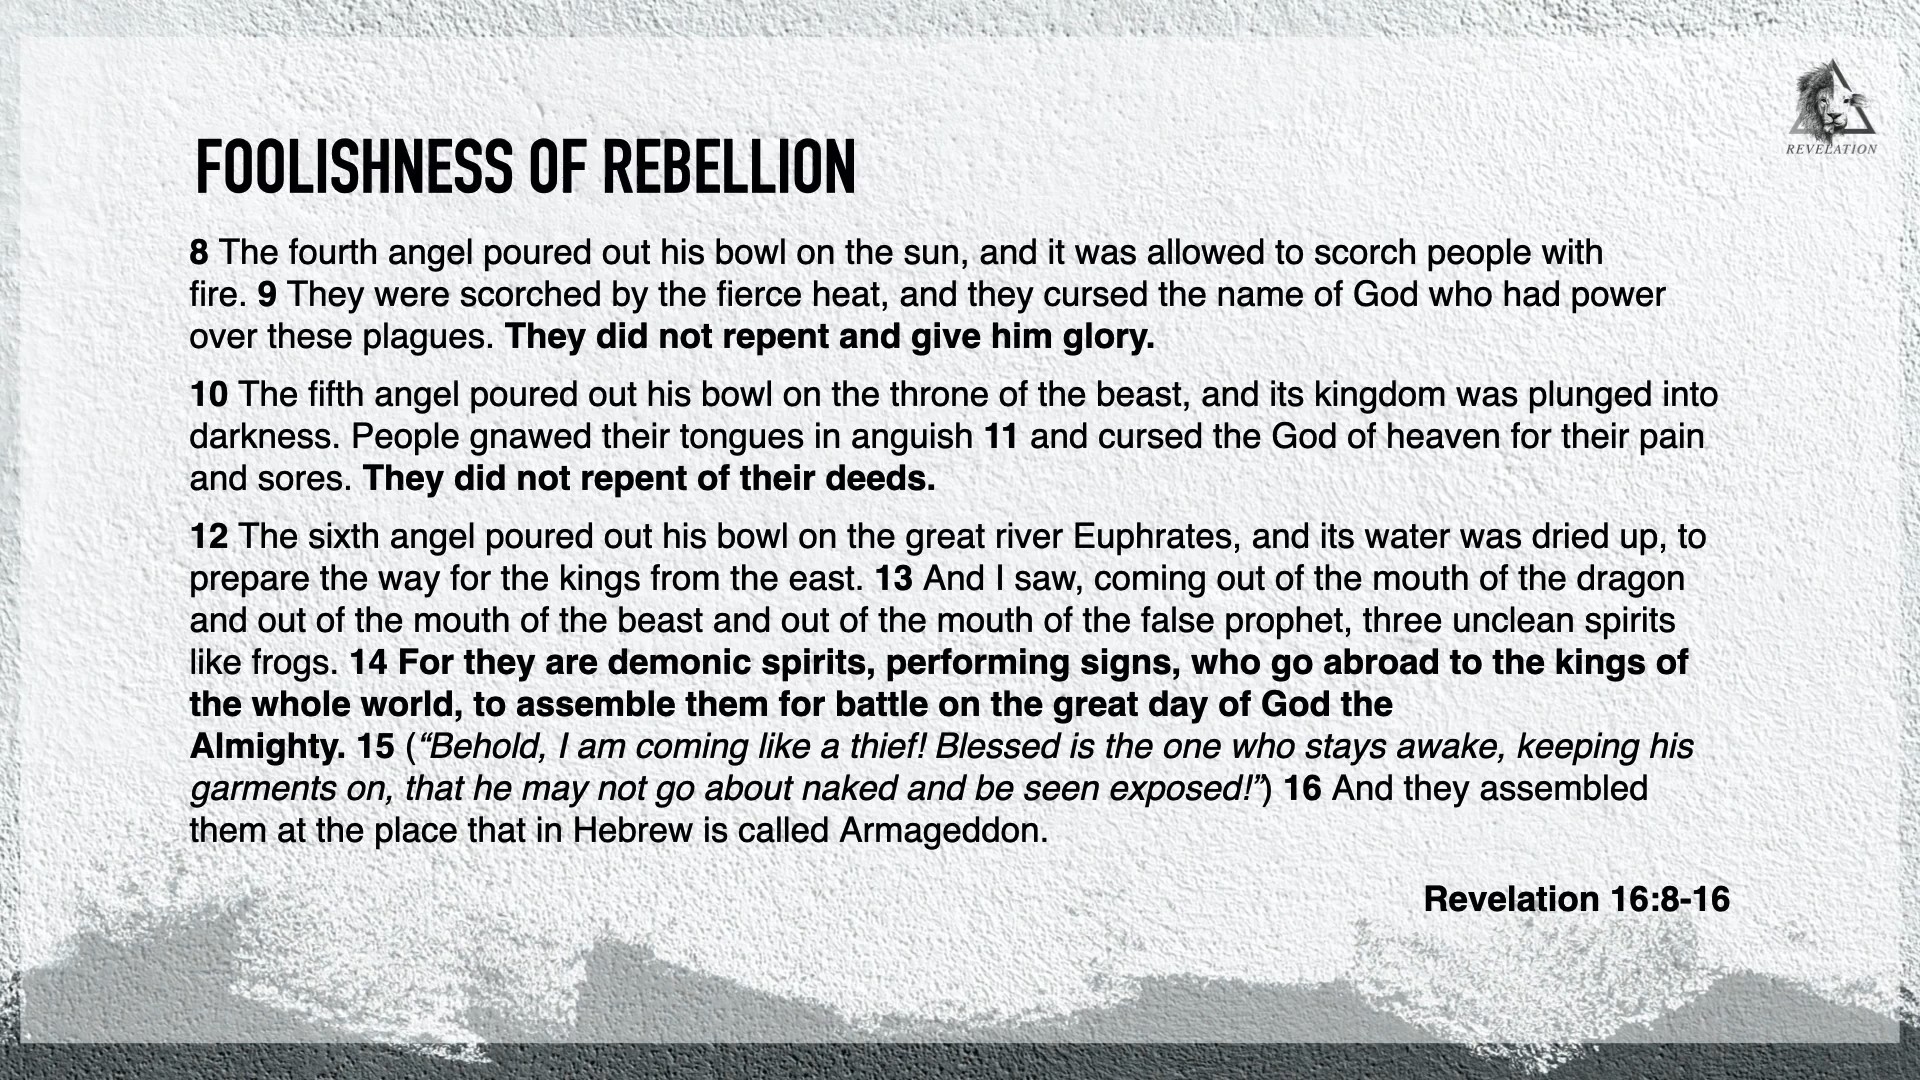 REVELATION
FOOLISHNESS OF REBELLION
8 The fourth angel poured out his bowl on the sun, and it was allowed to scorch people with
fire. 9 They were scorched by the fierce heat, and they cursed the name of God who had power
over these plagues. They did not repent and give him glory.
10 The fifth angel poured out his bowl on the throne of the beast, and its kingdom was plunged into
darkness. People gnawed their tongues in anguish 11 and cursed the God of heaven for their pain
and sores. They did not repent of their deeds.
12 The sixth angel poured out his bowl on the great river Euphrates, and its water was dried up, to
prepare the way for the kings from the east. 13 And I saw, coming out of the mouth of the dragon
and out of the mouth of the beast and out of the mouth of the false prophet, three unclean spirits
like frogs. 14 For they are demonic spirits, performing signs, who go abroad to the kings of
the whole world, to assemble them for battle on the great day of God the
Almighty. 15 (“Behold, I am coming like a thief! Blessed is the one who stays awake, keeping his
garments on, that he may not go about naked and be seen exposed!”) 16 And they assembled
them at the place that in Hebrew is called Armageddon.
Revelation 16:8-16